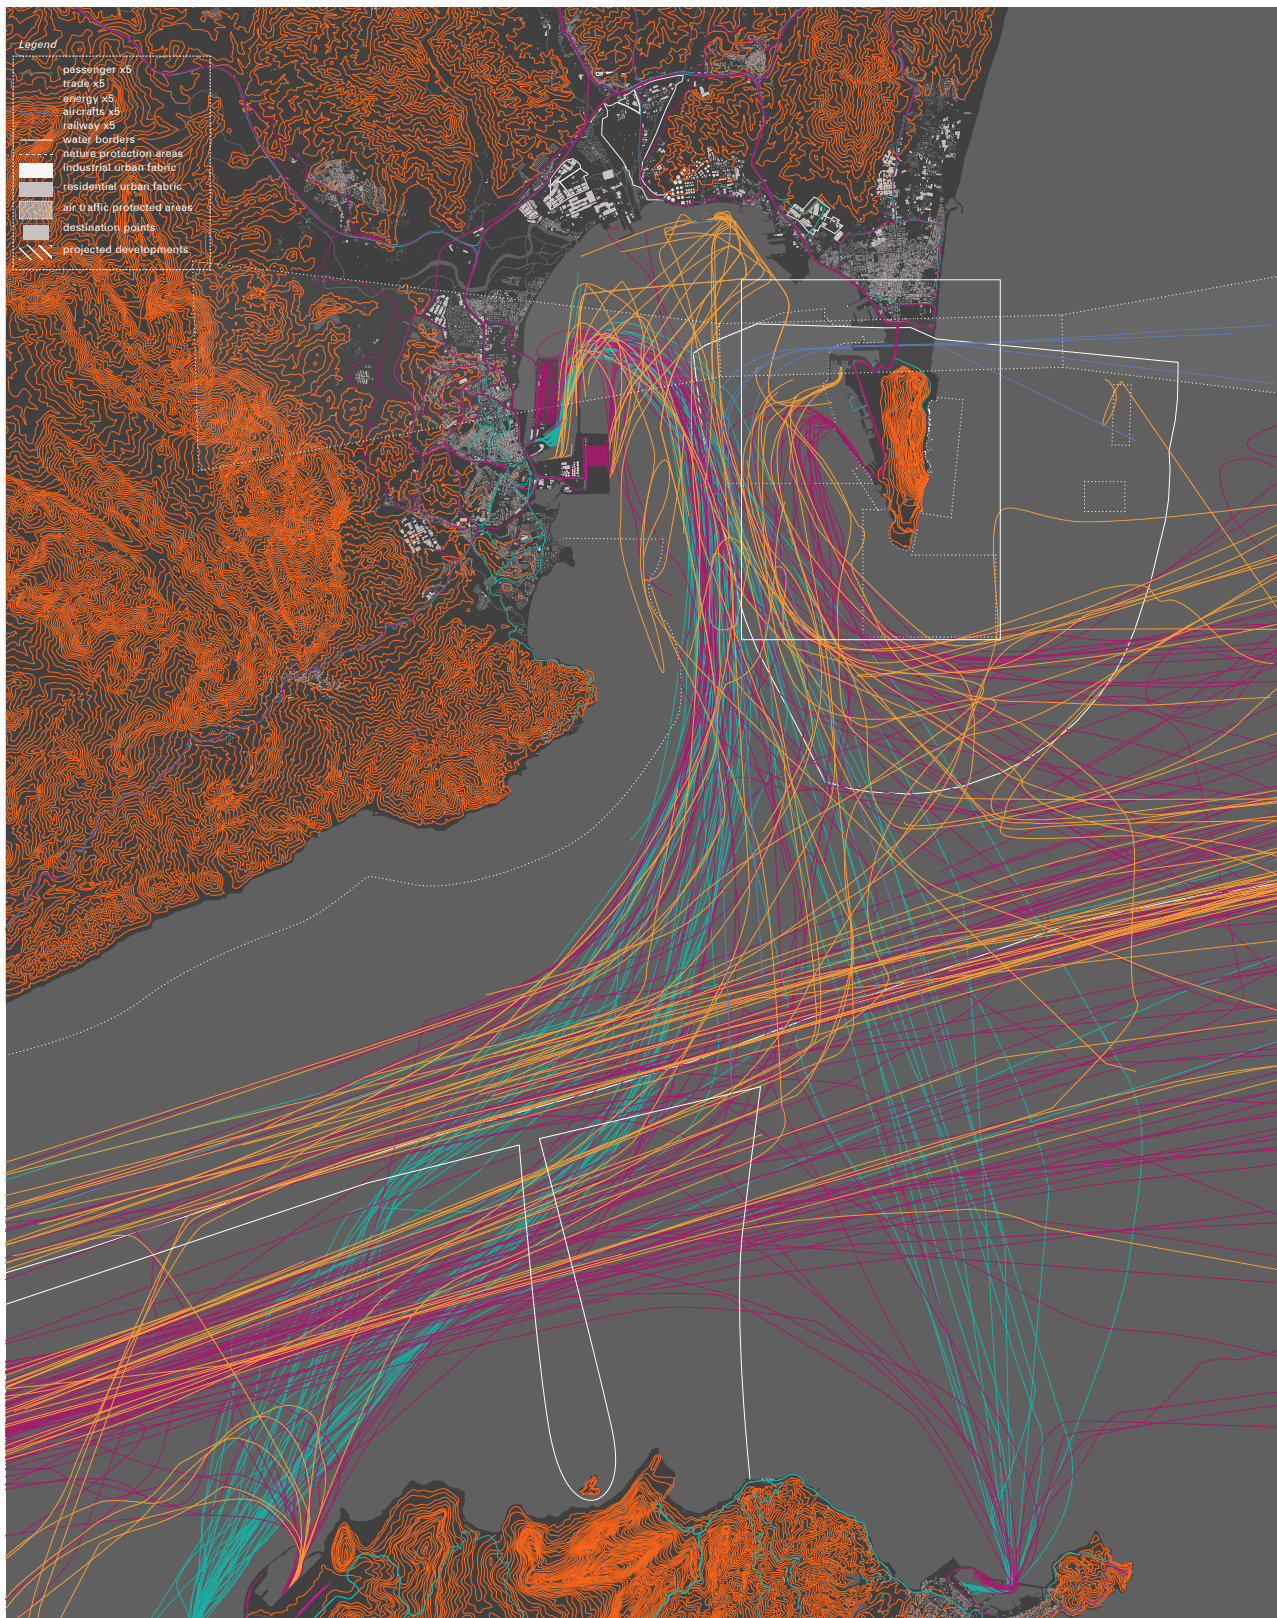 Legend
passenger x5
trade x5
energy x5
aircrafts x5
railway x5
water borders
nature protection areas
industrial urban fabric
residential urban fabric
air traffic protected areas
destination points
projected developments